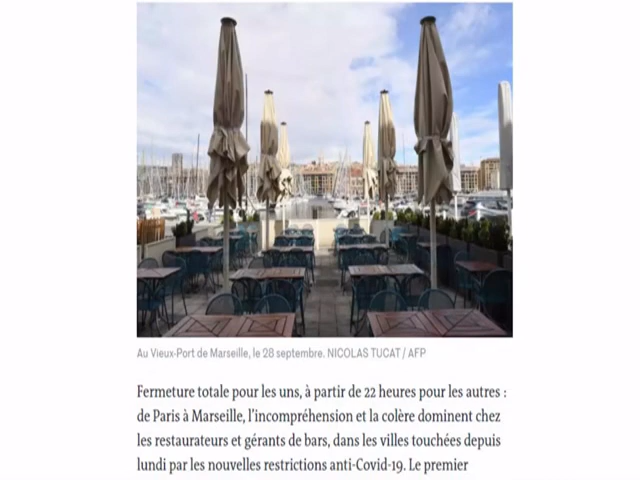 Au Vieux-Port de Marseille, le 28 septembre. NICOLAS TUCAT / AFP
Fermeture totale pour les uns, à partir de 22 heures pour les autres :
de Paris à Marseille, l'incompréhension et la colère dominent chez
les restaurateurs et gérants de bars, dans les villes touchées depuis
lundi par les nouvelles restrictions anti-Covid-19. Le premier